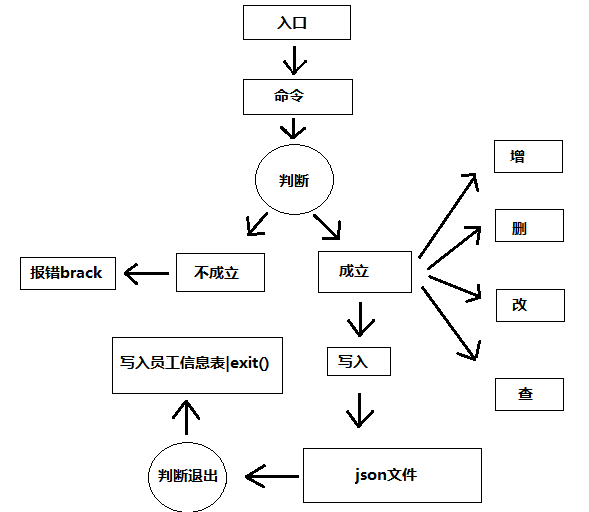 入口
命令
判断
增
删
不成立
成立
报错brack
改
写入员工信息表|exit()
写入
查
判断退出
json文件